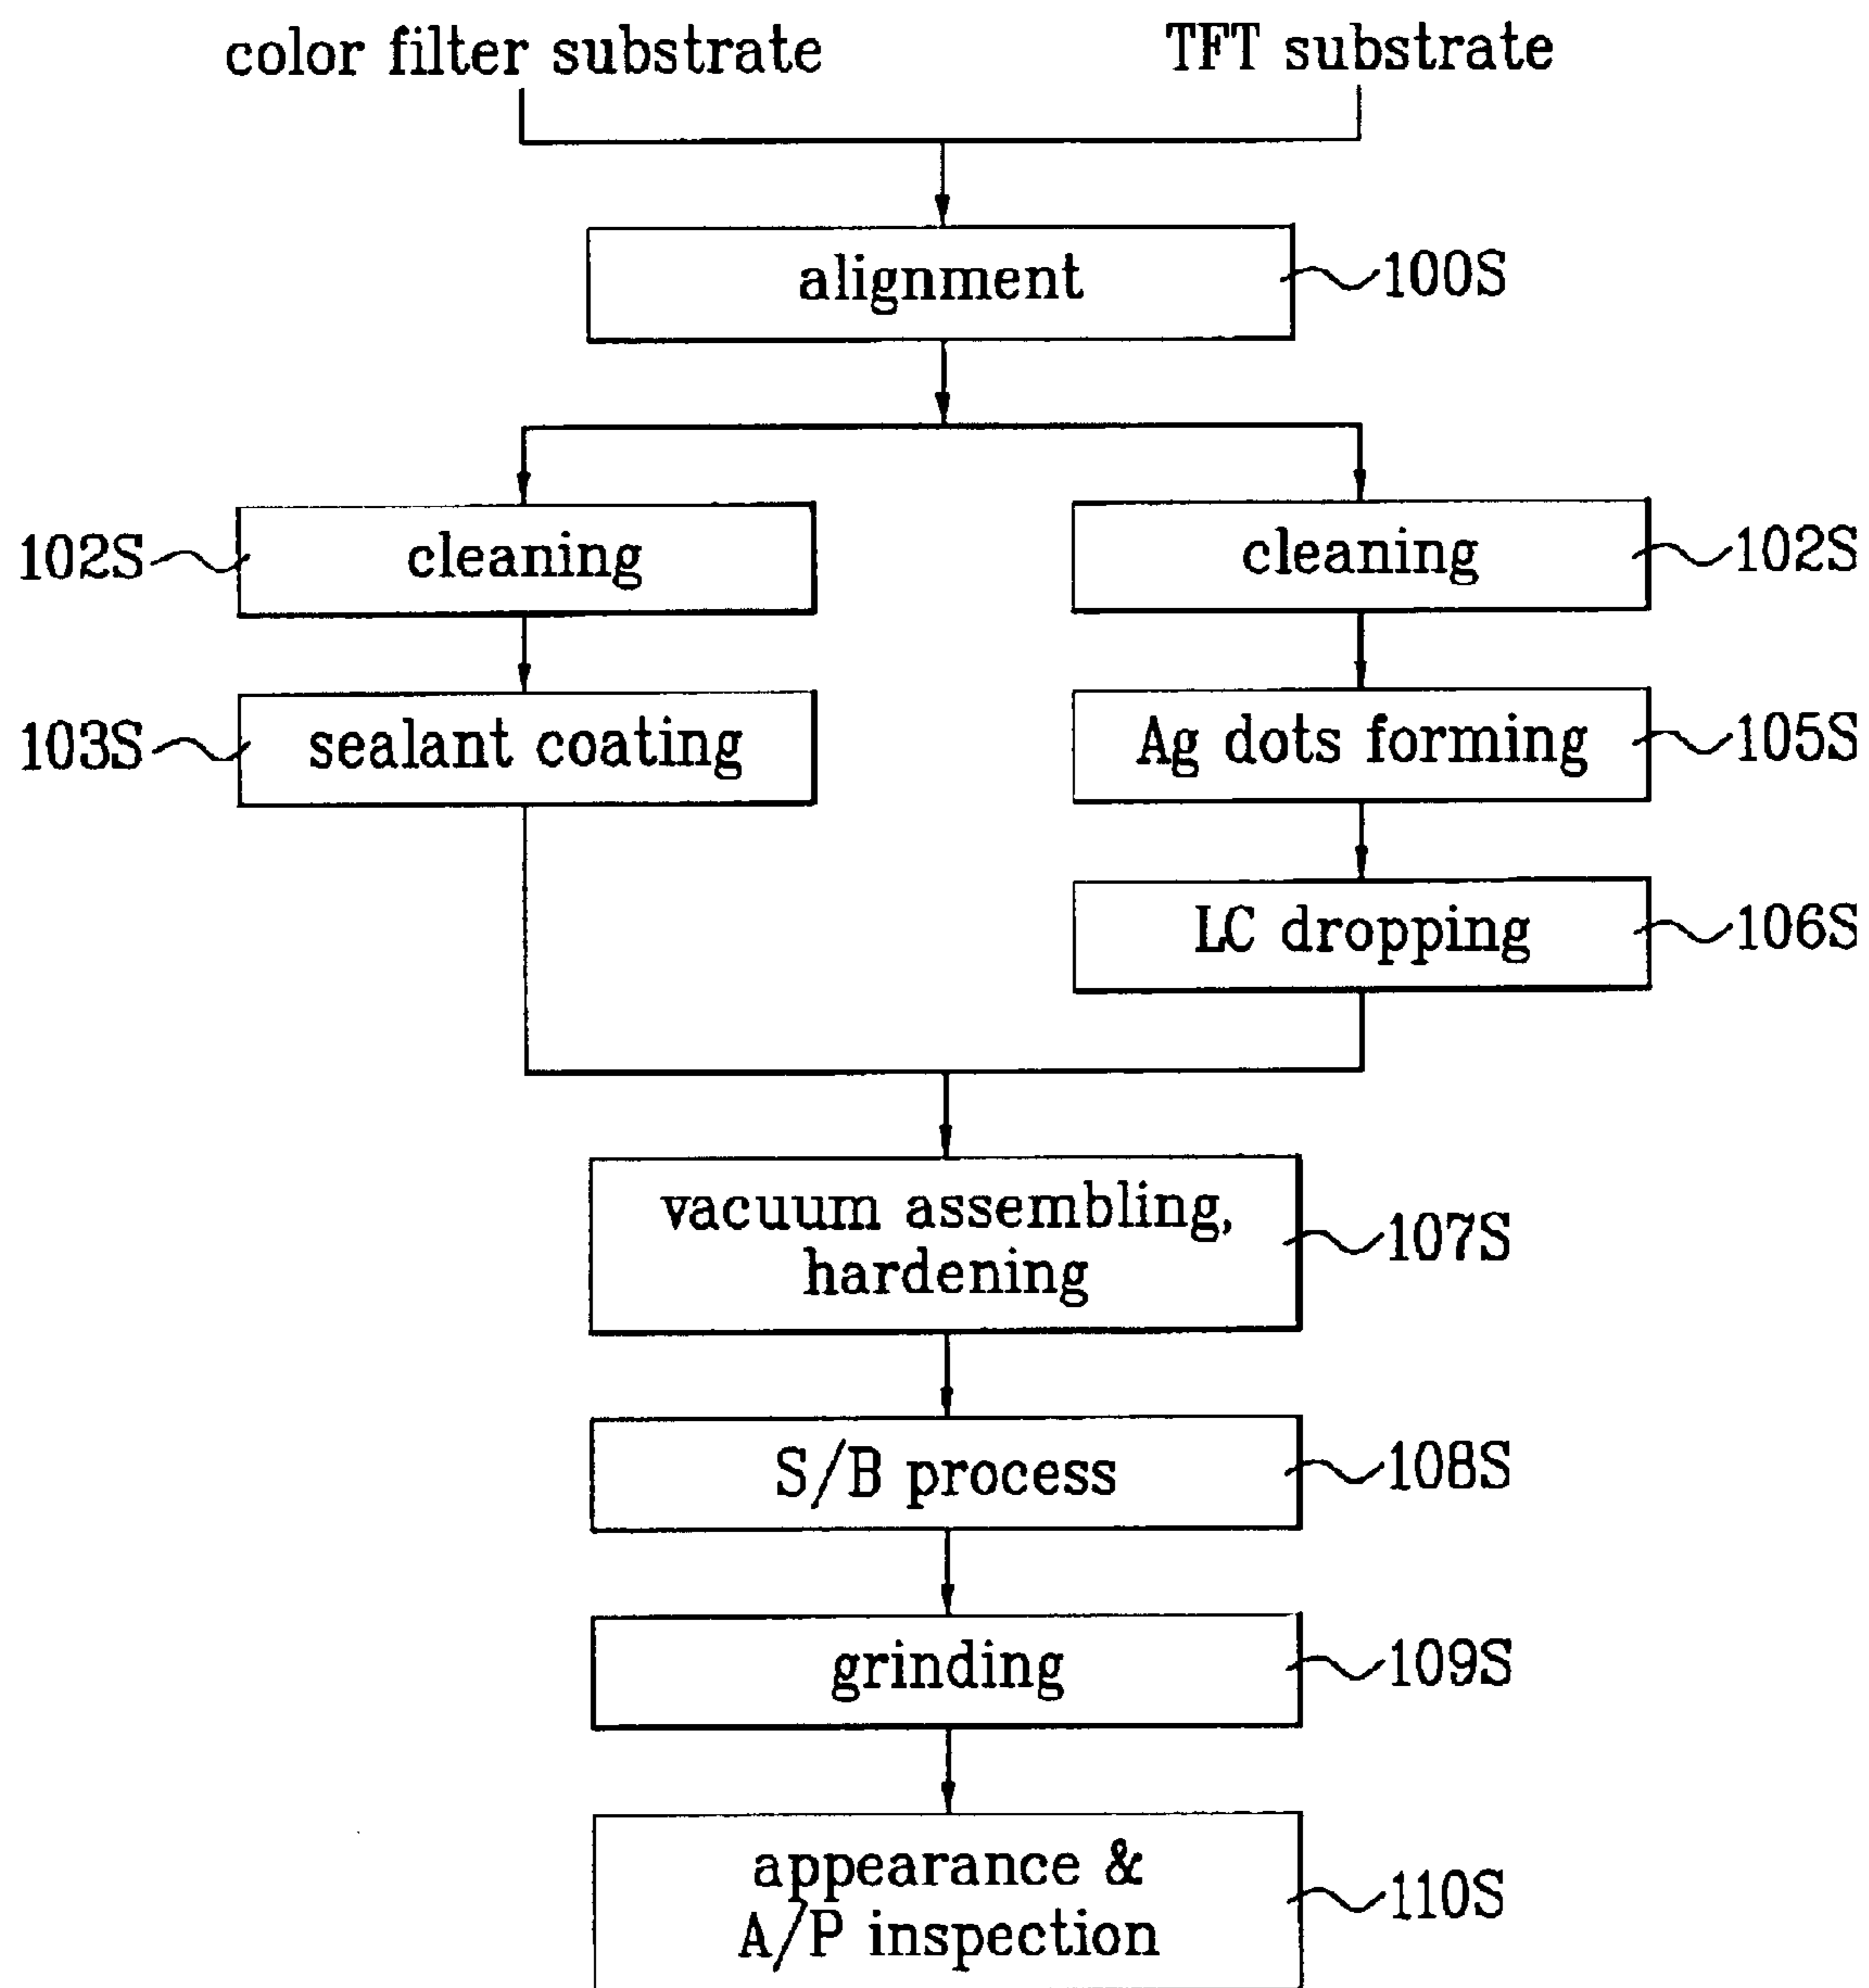 color filter substrate
TFT substrate
alignment
100S
102S
cleaning
cleaning
102S
103S
sealant coating
Ag dots forming
105S
LC dropping
106S
vacuum assembling,
hardening
107S
S/B process
108S
grinding
109S
appearance &
A/P inspection
110S